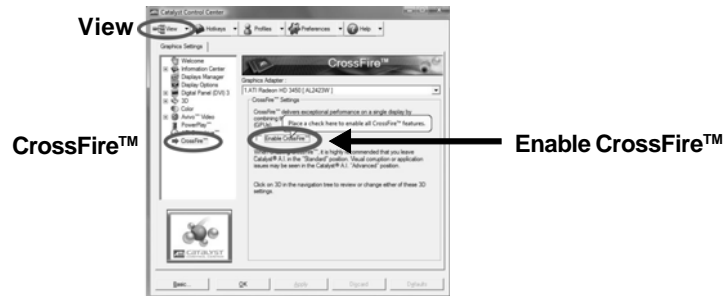 View
CrossFire™
Enable CrossFire™
Catalyst Control Center
View
Hotkeys
Profiles
Preferences
Help
Graphics Settings
Welcome
Information Center
Displays Manager
Display Options
Digital Panel (DVI) 3
3D
Color
Avivo™ Video
PowerPlay™
CrossFire™
CrossFire™
Graphics Adapter :
1.ATI Radeon HD 3450 [ AL2423W ]
CrossFire™ Settings
CrossFire™ delivers exceptional performance on a single display by
combining
(GPUs).
Place a check here to enable all CrossFire™ features.
Enable CrossFire™
CrossFire™, it is highly recommended that you leave
Catalyst® A.I. in the "Standard" position. Visual corruption or application
issues may be seen in the Catalyst® A.I. "Advanced" position.
Click on 3D in the navigation tree to review or change either of these 3D
settings.
CATALYST
Basic...
OK
Apply
Discard
Defaults